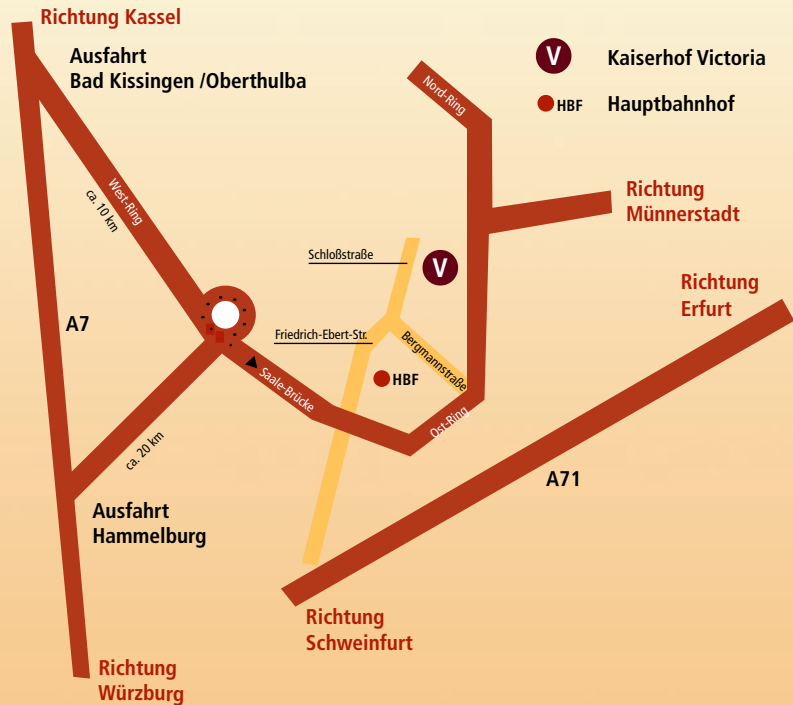 Richtung Kassel
Ausfahrt
Bad Kissingen /Oberthulba
V
Kaiserhof Victoria
HBF
Hauptbahnhof
Nord-Ring
West-Ring
ca. 10 km
Richtung
Münnerstadt
Schloßstraße
V
Richtung
Erfurt
A7
Friedrich-Ebert-Str.
Bergmannstraße
HBF
Saale-Brücke
Ost-Ring
ca. 20 km
A71
Ausfahrt
Hammelburg
Richtung
Schweinfurt
Richtung
Würzburg